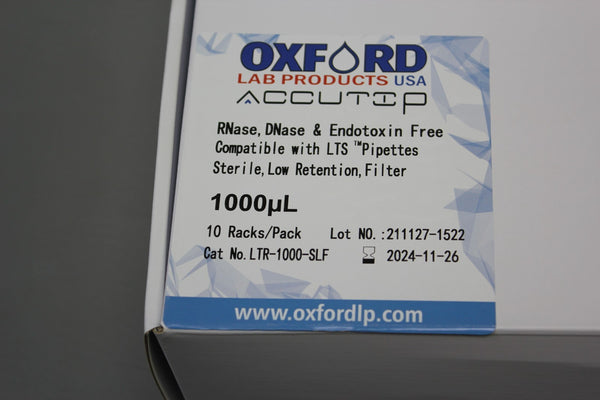 OXFORD
LAB PRODUCTS USA
ACCUTIP
RNase, DNase & Endotoxin Free
Compatible with LTS ™Pipettes
Sterile, Low Retention, Filter
1000µL
10 Racks/Pack Lot NO. :211127-1522
Cat No. LTR-1000-SLF 2024-11-26
www.oxfordlp.com